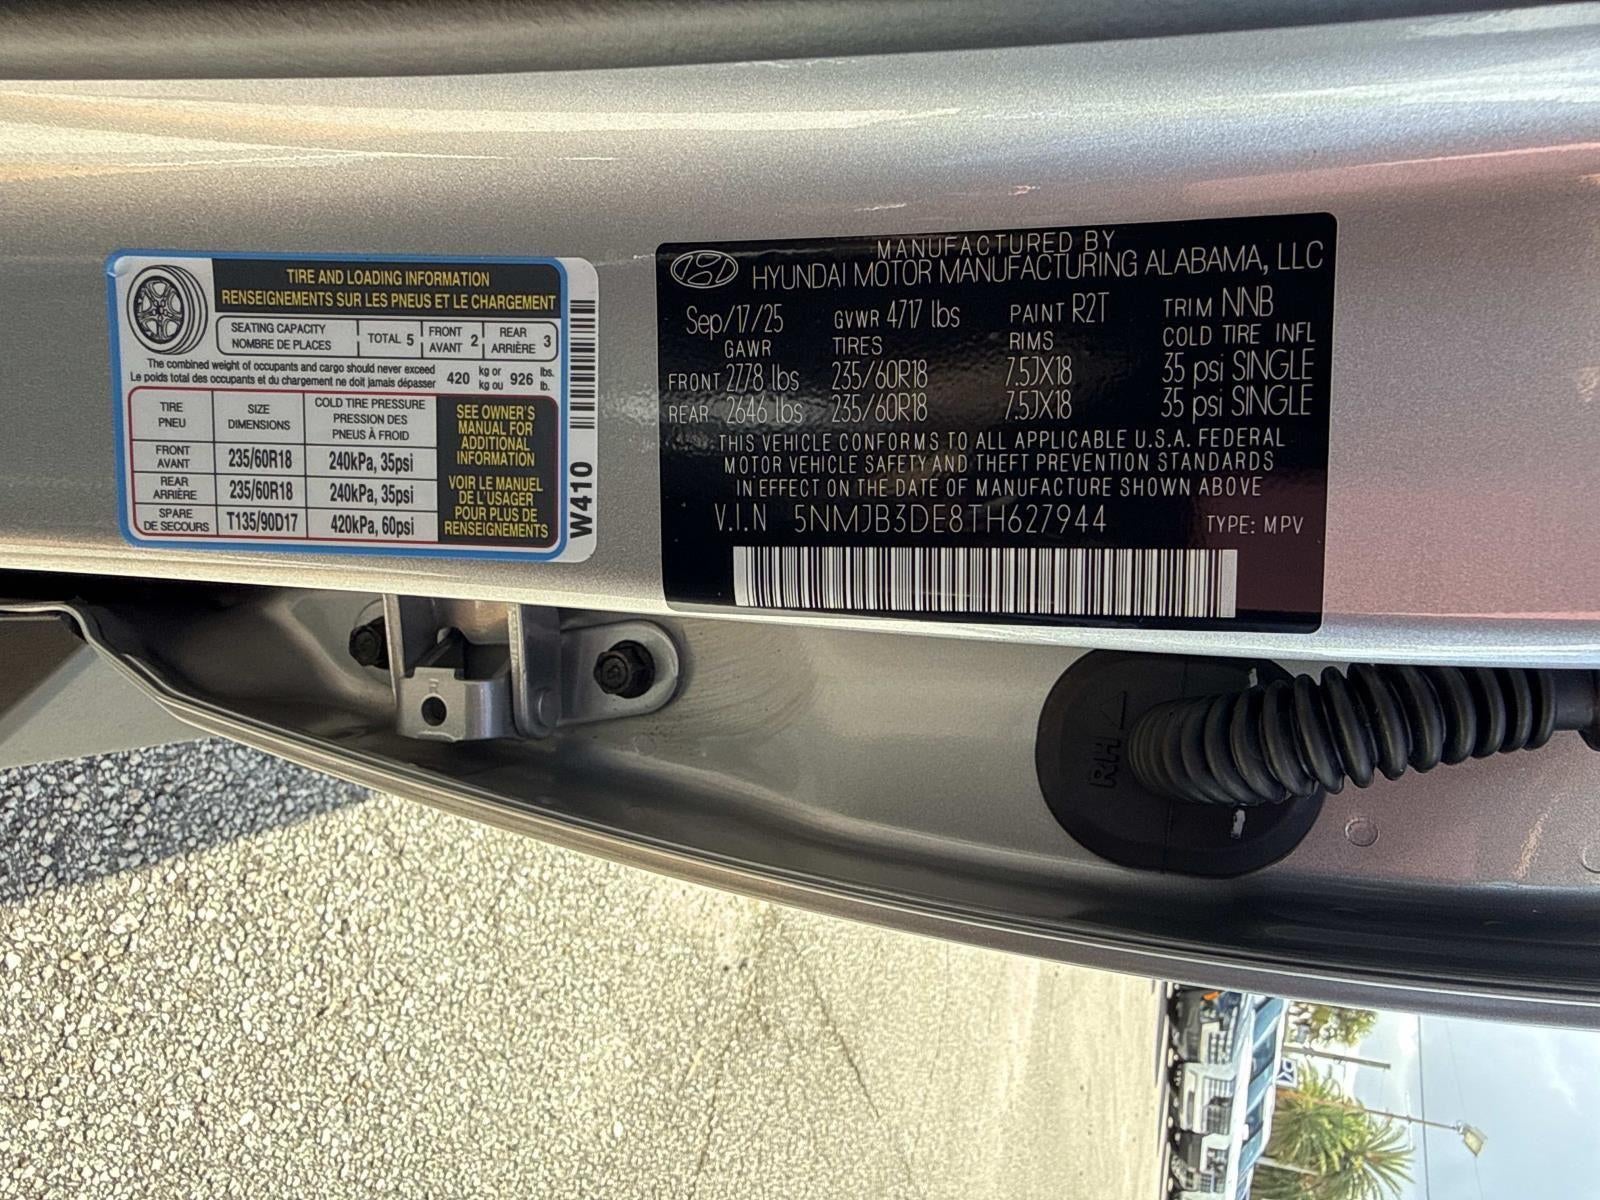 TIRE AND LOADING INFORMATION
RENSEIGNEMENTS SUR LES PNEUS ET LE CHARGEMENT
SEATING CAPACITY
NOMBRE DE PLACES
TOTAL 5
FRONT
AVANT 2
REAR
ARRIÈRE 3
The combined weight of occupants and cargo should never exceed
Le poids total des occupants et du chargement ne doit jamais dépasser
420 kg or
kg ou 926 lbs.
lb.
TIRE
PNEU
SIZE
DIMENSIONS
COLD TIRE PRESSURE
PRESSION DES
PNEUS À FROID
FRONT
AVANT
235/60R18
240kPa, 35psi
REAR
ARRIÈRE
235/60R18
240kPa, 35psi
SPARE
DE SECOURS
T135/90D17
420kPa, 60psi
SEE OWNER'S
MANUAL FOR
ADDITIONAL
INFORMATION
VOIR LE MANUEL
DE L'USAGER
POUR PLUS DE
RENSEIGNEMENTS
W410
MANUFACTURED BY
HYUNDAI MOTOR MANUFACTURING ALABAMA, LLC
Sep/17/25 GVWR 4717 lbs PAINT R2T TRIM NNB
GAWR TIRES RIMS COLD TIRE INFL
FRONT 2778 lbs 235/60R18 7.5JX18 35 psi SINGLE
REAR 2646 lbs 235/60R18 7.5JX18 35 psi SINGLE
THIS VEHICLE CONFORMS TO ALL APPLICABLE U.S.A. FEDERAL
MOTOR VEHICLE SAFETY AND THEFT PREVENTION STANDARDS
IN EFFECT ON THE DATE OF MANUFACTURE SHOWN ABOVE
V.I.N 5NMJB3DE8TH627944 TYPE: MPV
RH